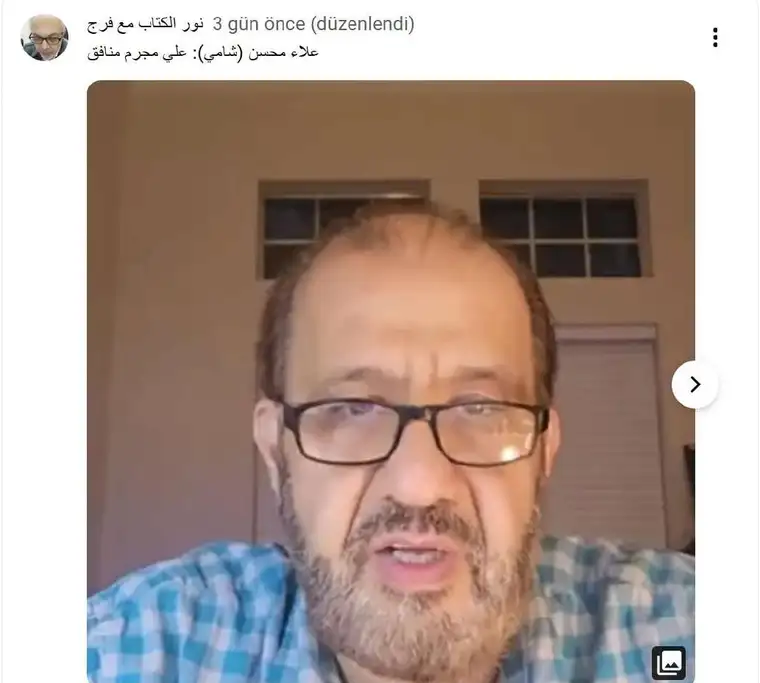 نور الكتاب مع فرج 3 gün önce (düzenlendi)
علاء محسن (شامي): علي مجرم منافق